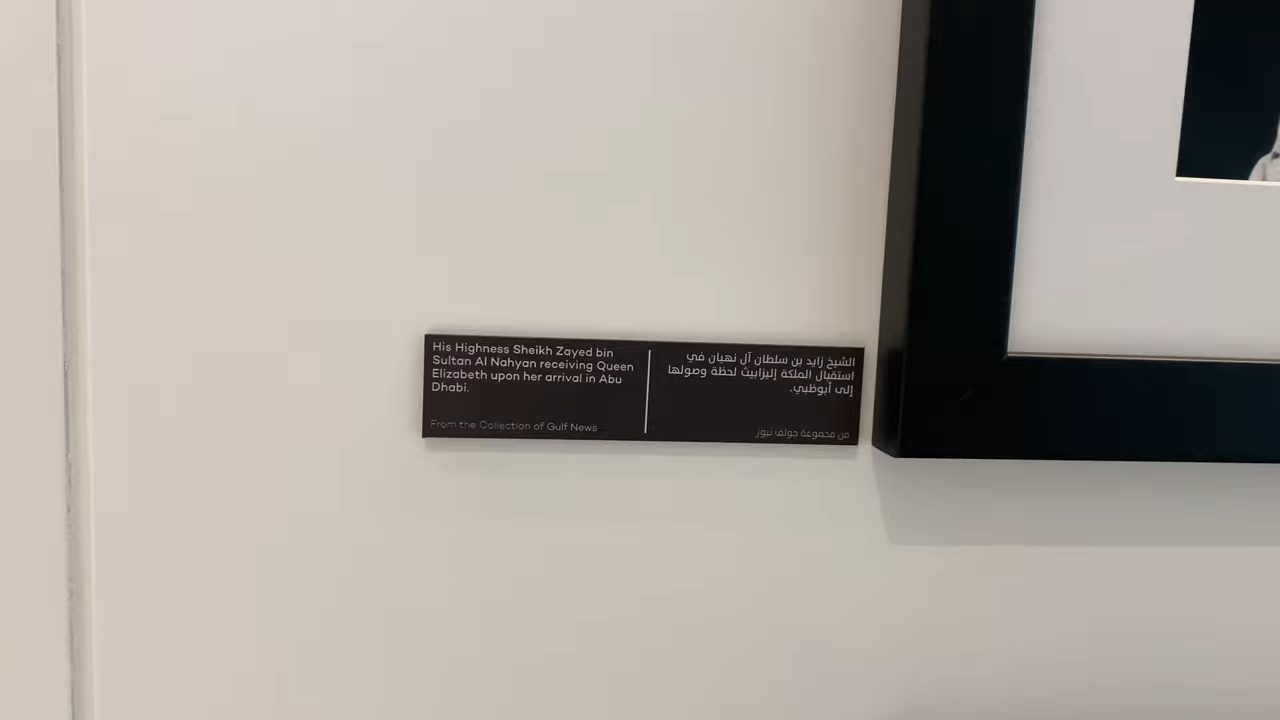 His Highness Sheikh Zayed bin
Sultan Al Nahyan receiving Queen
Elizabeth upon her arrival in Abu
Dhabi.
From the Collection of Gulf News
الشيخ زايد بن سلطان آل نهيان في
استقبال الملكة إليزابيث لحظة وصولها
إلى أبوظبي.
من مجموعة جولف نيوز